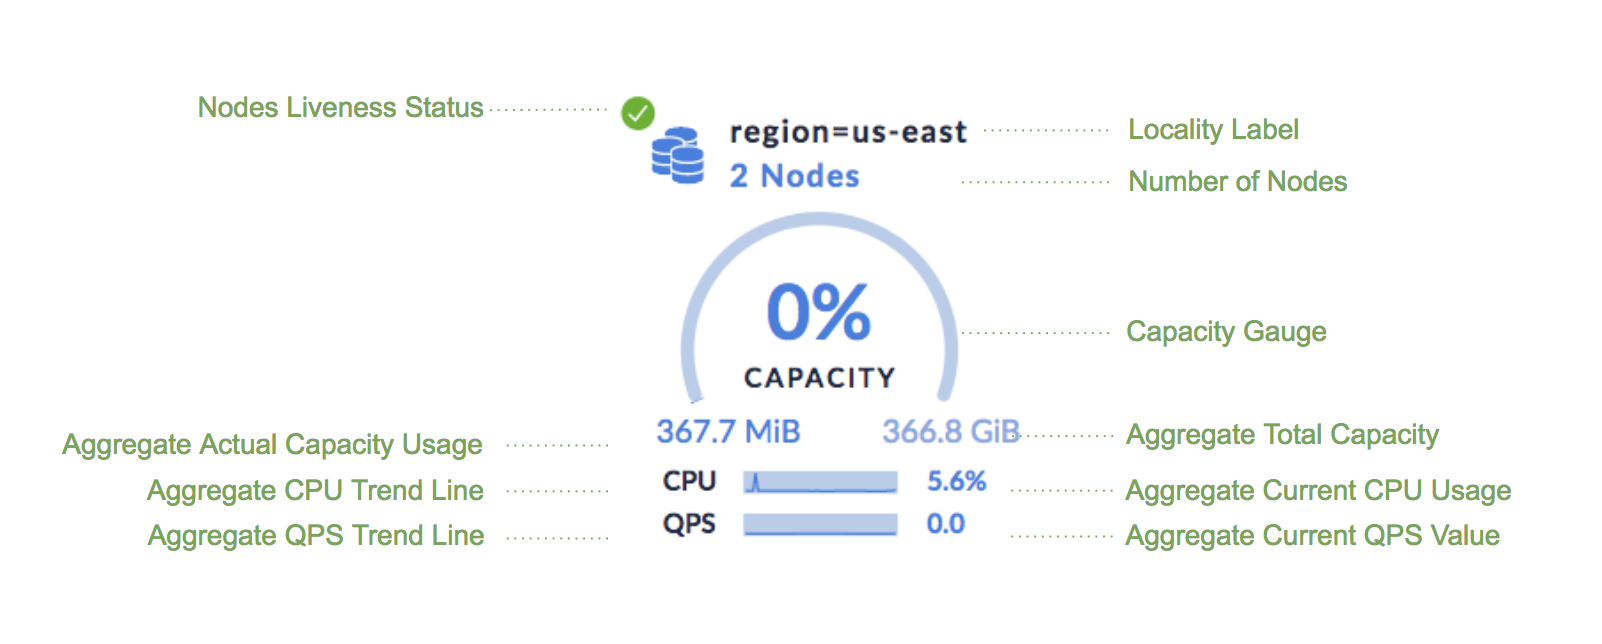 Nodes Liveness Status
region=us-east
Locality Label
2 Nodes
Number of Nodes
0%
CAPACITY
Capacity Gauge
367.7 MiB
366.8 GiB
Aggregate Actual Capacity Usage
Aggregate Total Capacity
Aggregate CPU Trend Line
CPU
5.6%
Aggregate Current CPU Usage
Aggregate QPS Trend Line
QPS
0.0
Aggregate Current QPS Value